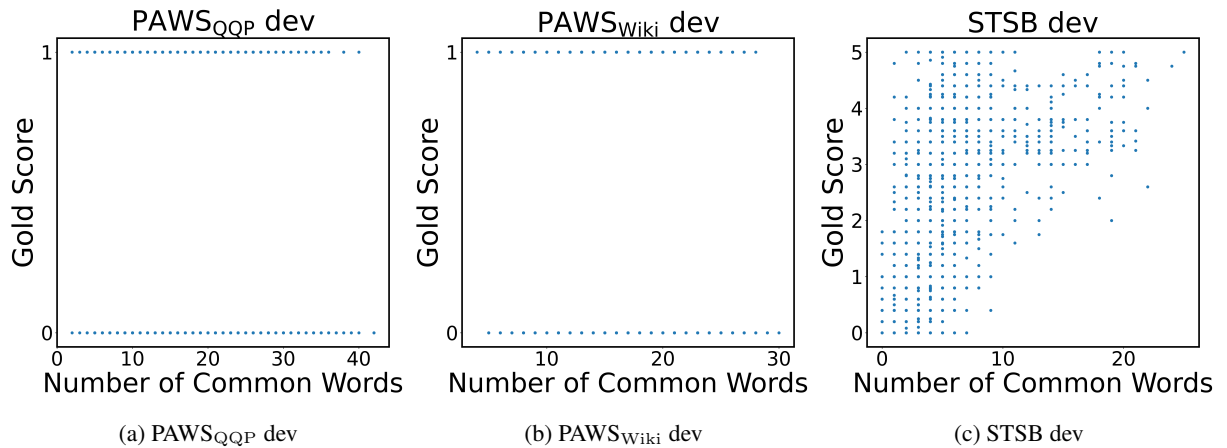 PAWS_QQP dev
Gold Score
1
0
0 10 20 30 40
Number of Common Words
(a) PAWS_QQP dev
PAWS_Wiki dev
Gold Score
1
0
10 20 30
Number of Common Words
(b) PAWS_Wiki dev
STSB dev
Gold Score
5
4
3
2
1
0
0 10 20
Number of Common Words
(c) STSB dev